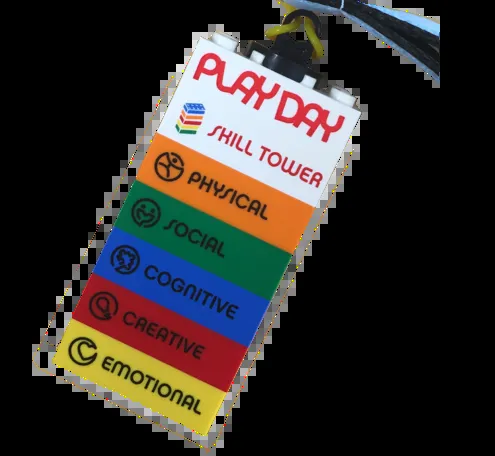 PLAY DAY
SKILL TOWER
PHYSICAL
SOCIAL
COGNITIVE
CREATIVE
EMOTIONAL